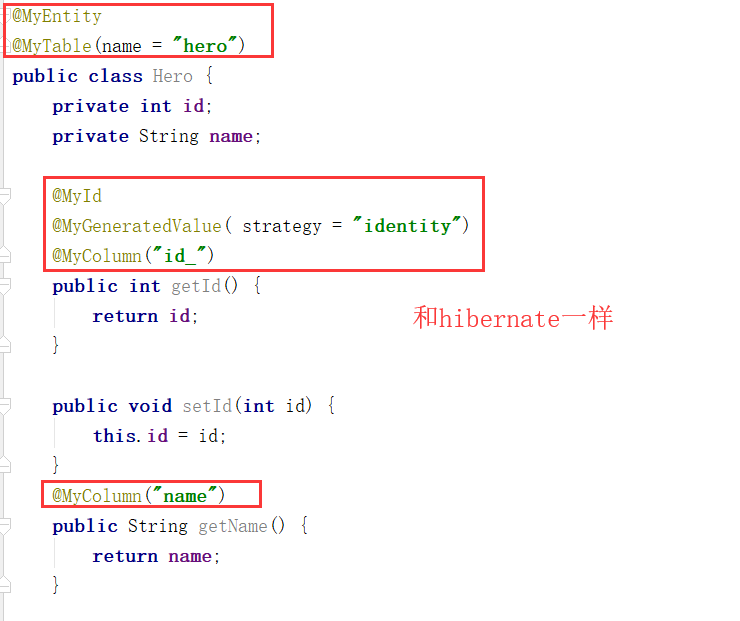 @MyEntity
@MyTable(name = "hero")
public class Hero {
    private int id;
    private String name;
    @MyId
    @MyGeneratedValue( strategy = "identity")
    @MyColumn("id_")
    public int getId() {
        return id;
和hibernate一样
    }
    public void setId(int id) {
        this.id = id;
    }
    @MyColumn("name")
    public String getName() {
        return name;
    }